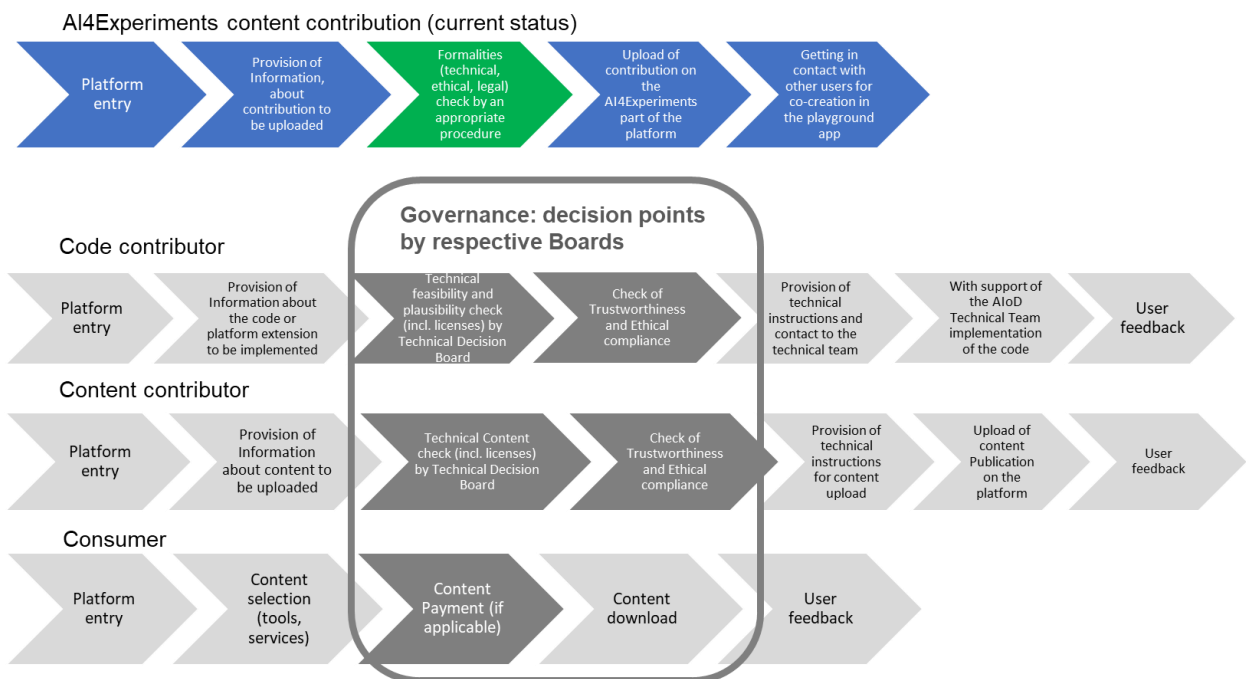 AI4Experiments content contribution (current status)
Platform
entry
Provision of
Information,
about
contribution to
be uploaded
Formalities
(technical,
ethical, legal)
check by an
appropriate
procedure
Upload of
contribution on
the
AI4Experiments
part of the
platform
Getting in
contact with
other users for
co-creation in
the playground
app
Governance: decision points
by respective Boards
Code contributor
Platform
entry
Provision of
Information about
the code or
platform extension
to be implemented
Technical
feasibility and
plausibility check
(incl. licenses) by
Technical Decision
Board
Check of
Trustworthiness
and Ethical
compliance
Provision of
technical
instructions and
contact to the
technical team
With support of
the AIoD
Technical Team
implementation
of the code
User
feedback
Content contributor
Platform
entry
Provision of
Information
about content to
be uploaded
Technical Content
check (incl. licenses)
by Technical Decision
Board
Check of
Trustworthiness
and Ethical
compliance
Provision of
technical
instructions
for content
upload
Upload of
content
Publication
on the
platform
User
feedback
Consumer
Platform
entry
Content
selection
(tools,
services)
Content
Payment (if
applicable)
Content
download
User
feedback